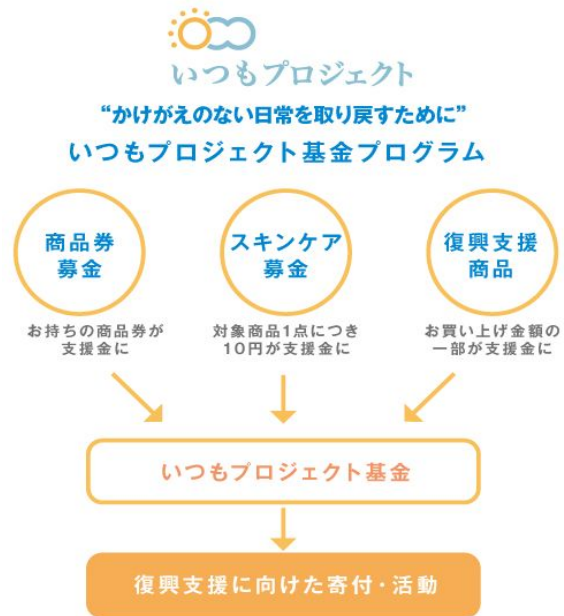 いつもプロジェクト
“かけがえのない日常を取り戻すために”
いつもプロジェクト基金プログラム
商品券
募金
お持ちの商品券が
支援金に
スキンケア
募金
対象商品1点につき
10円が支援金に
復興支援
商品
お買い上げ金額の
一部が支援金に
いつもプロジェクト基金
復興支援に向けた寄付・活動